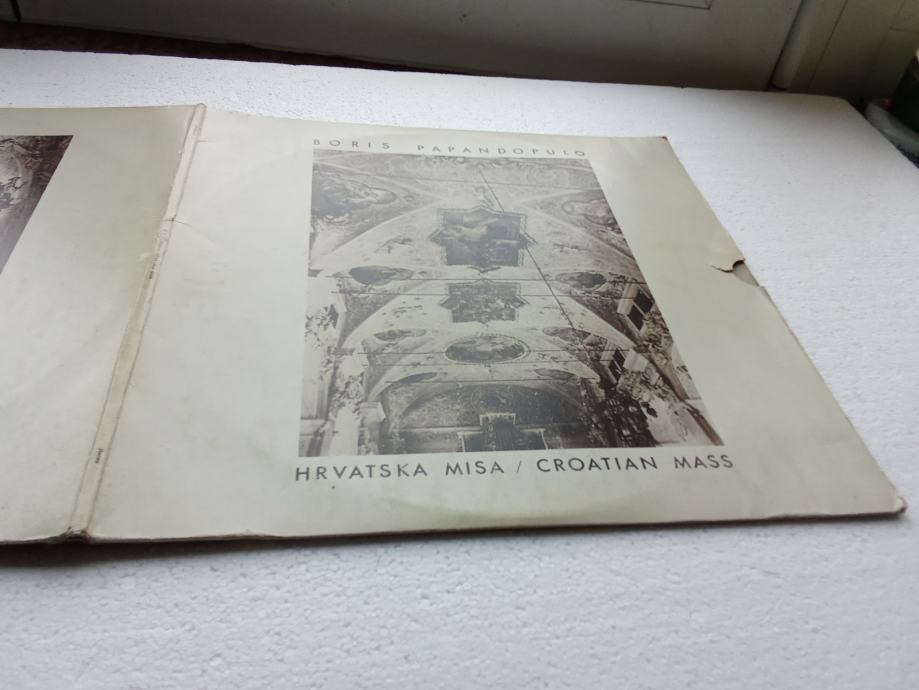 BORIS PAPANDOPULO
HRVATSKA MISA / CROATIAN MASS